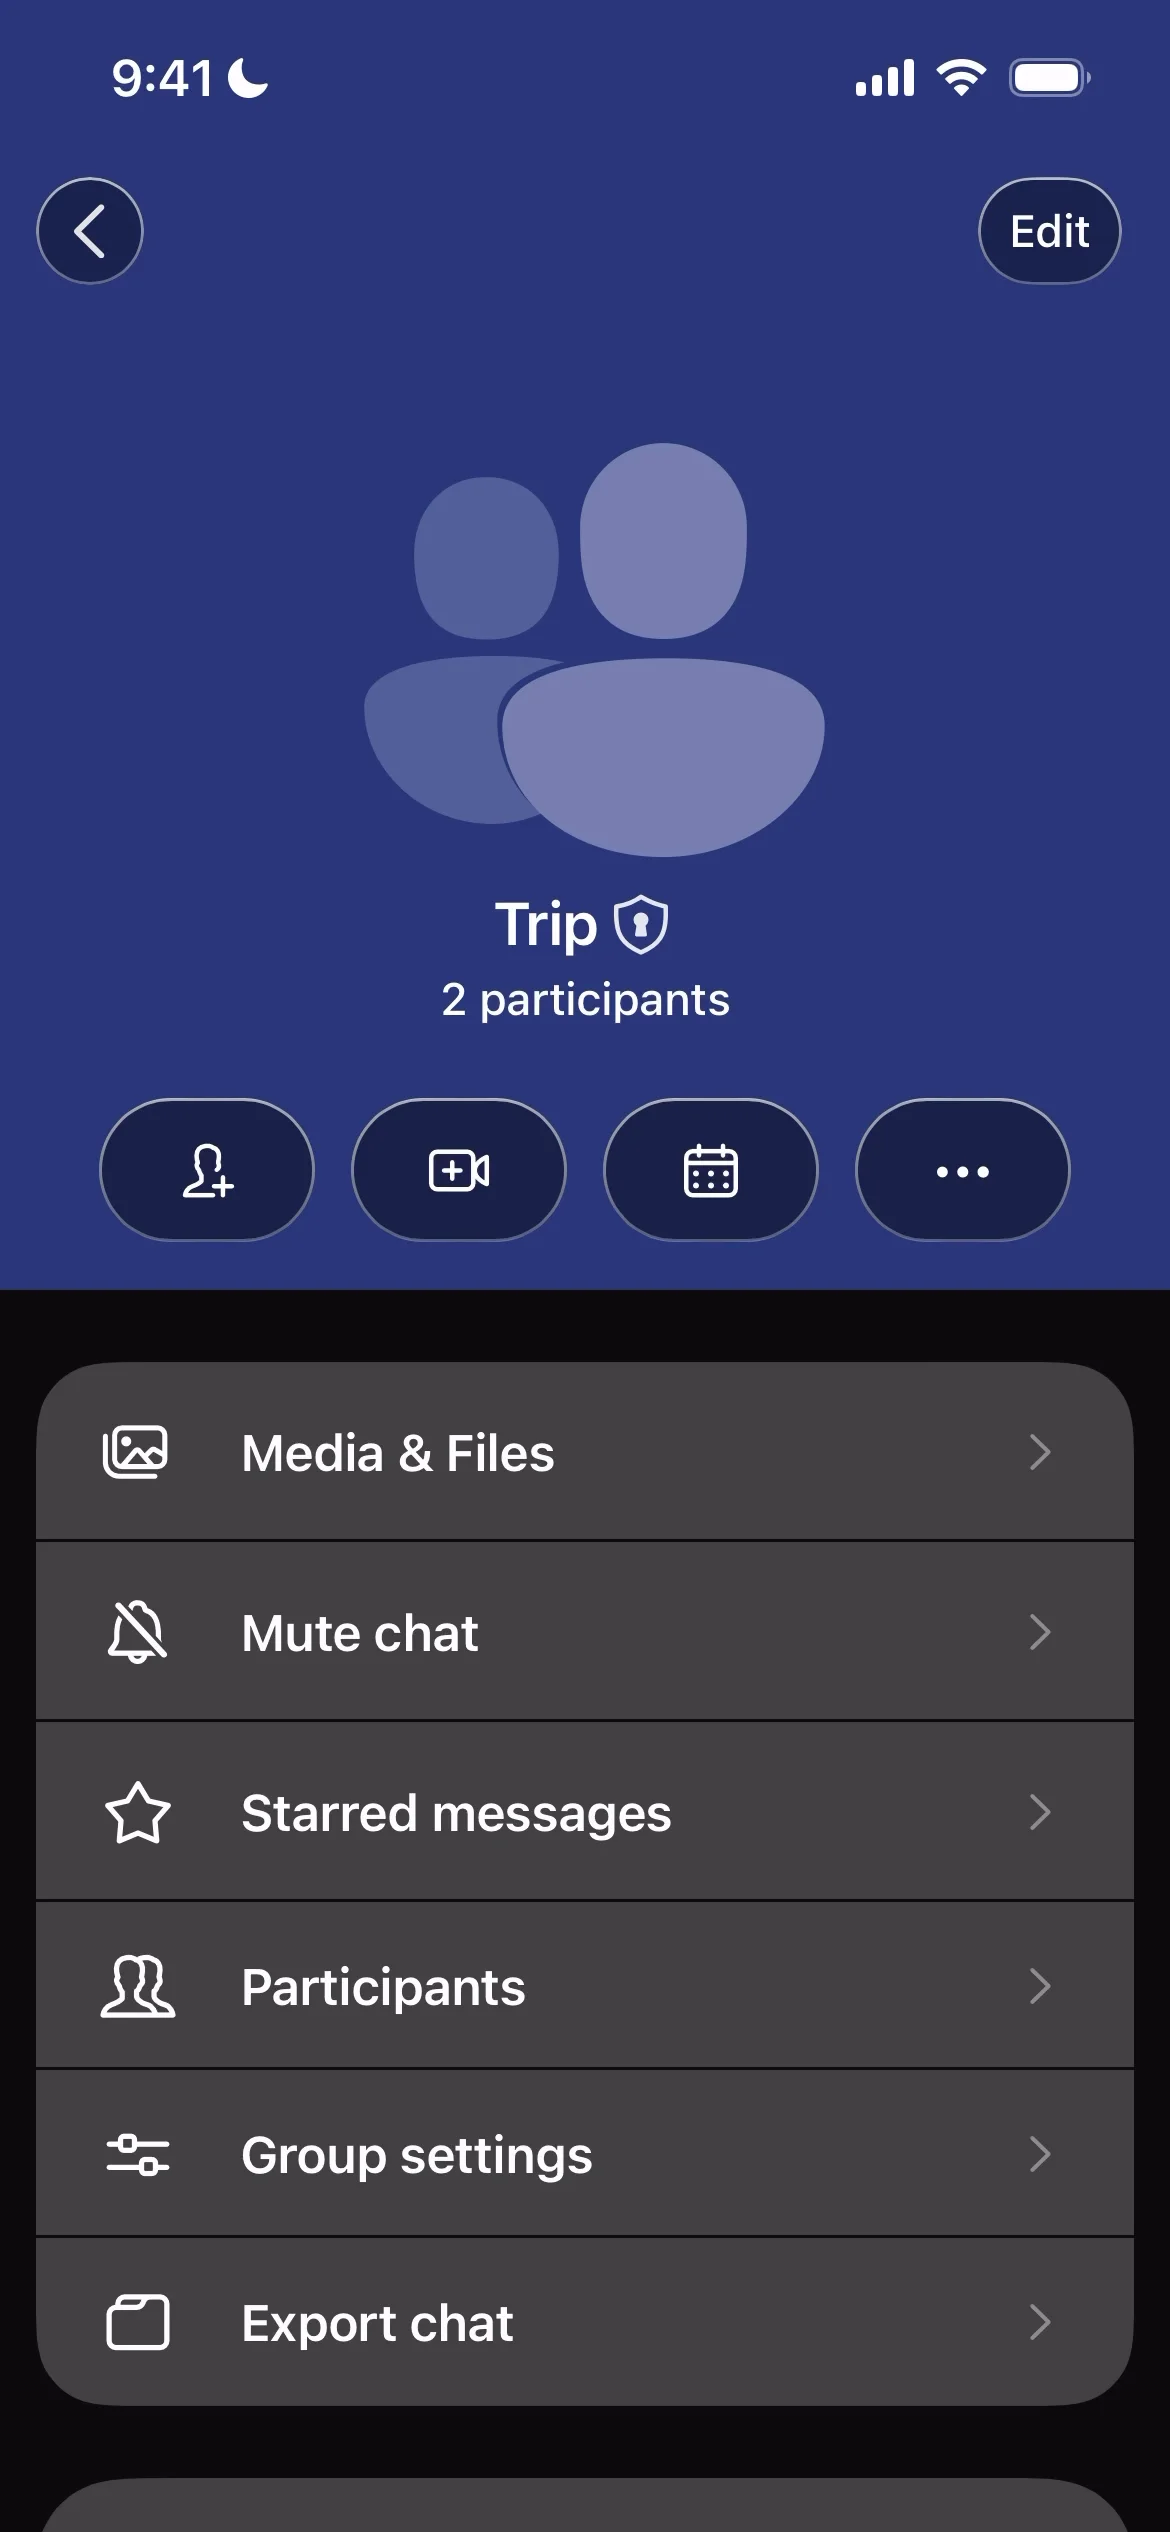 9:41
Edit
Trip
2 participants
Media & Files
Mute chat
Starred messages
Participants
Group settings
Export chat